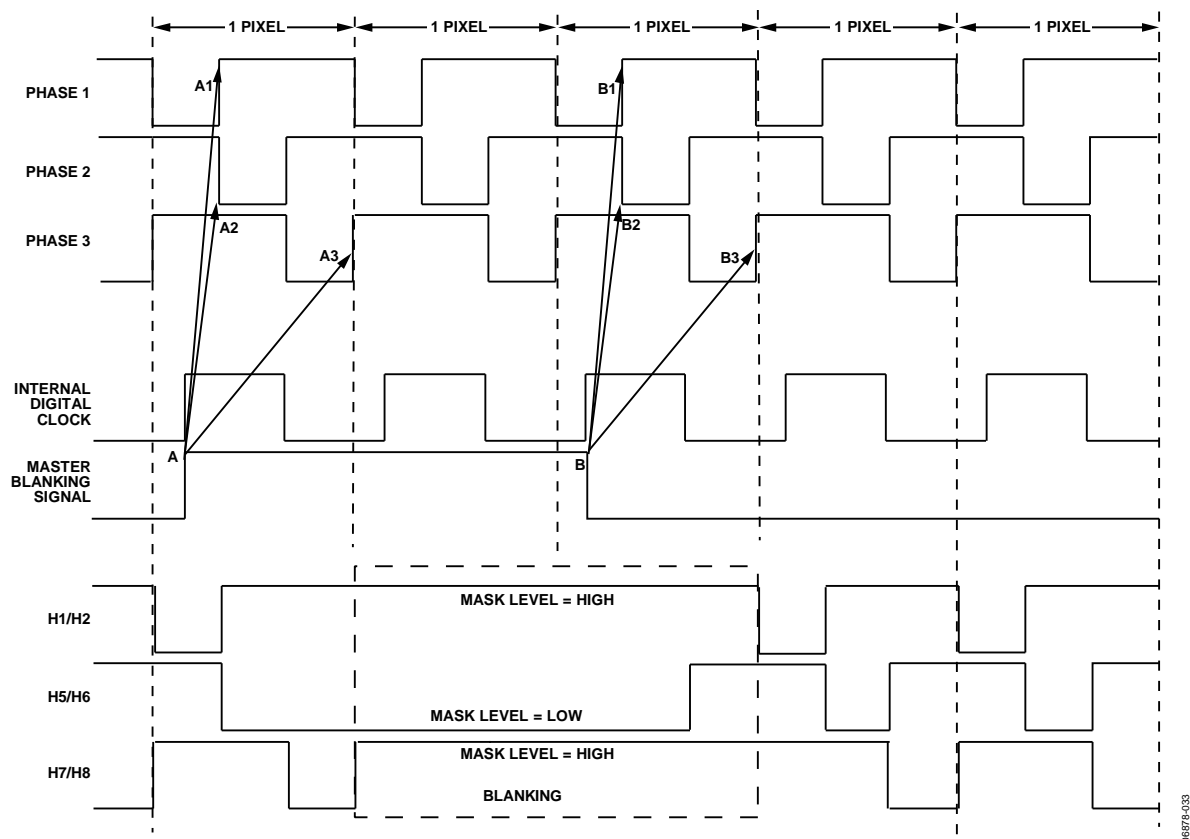 1 PIXEL 1 PIXEL 1 PIXEL 1 PIXEL 1 PIXEL
PHASE 1
A1
B1
PHASE 2
A2
B2
PHASE 3
A3
B3
INTERNAL
DIGITAL
CLOCK
A
B
MASTER
BLANKING
SIGNAL
H1/H2
MASK LEVEL = HIGH
H5/H6
MASK LEVEL = LOW
H7/H8
MASK LEVEL = HIGH
BLANKING
06878-033